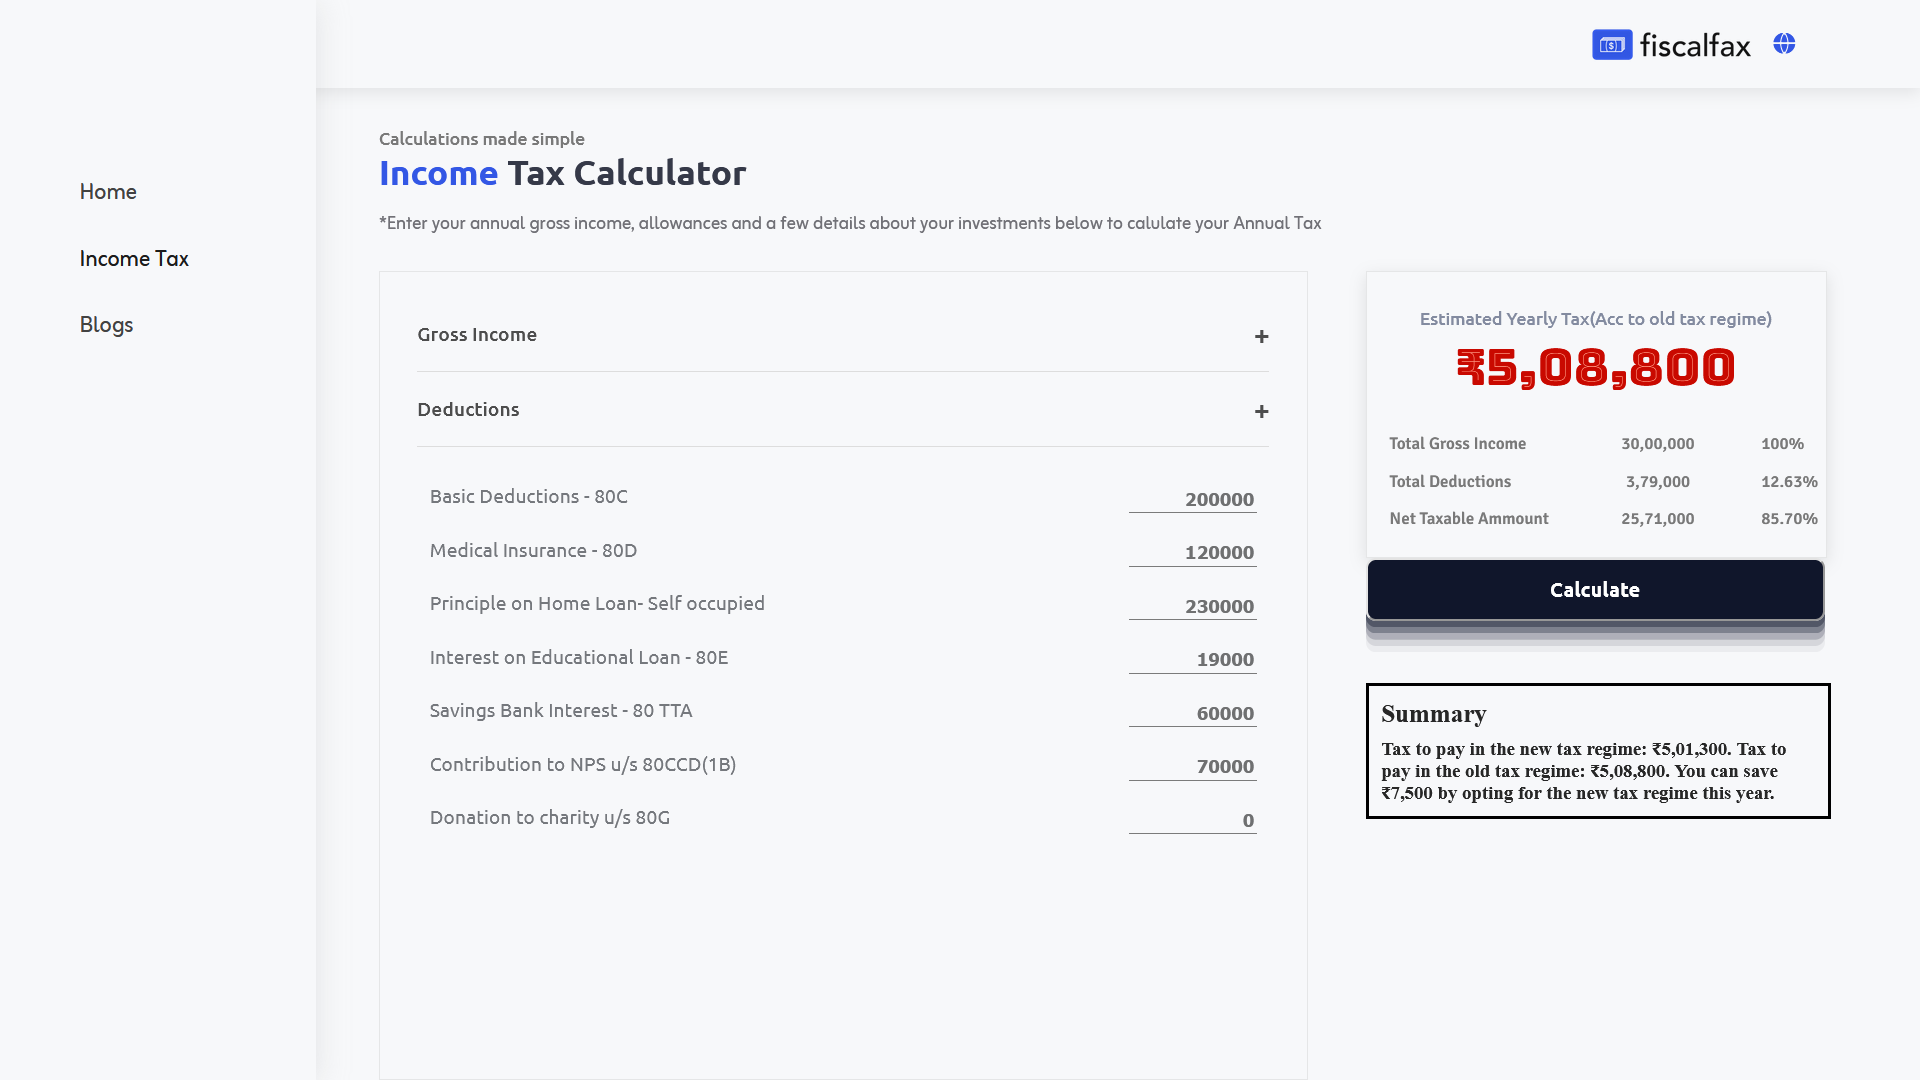 fiscalfax
Home
Income Tax
Blogs
Calculations made simple
Income Tax Calculator
*Enter your annual gross income, allowances and a few details about your investments below to calulate your Annual Tax
Gross Income +
Deductions +
Basic Deductions - 80C 200000
Medical Insurance - 80D 120000
Principle on Home Loan- Self occupied 230000
Interest on Educational Loan - 80E 19000
Savings Bank Interest - 80 TTA 60000
Contribution to NPS u/s 80CCD(1B) 70000
Donation to charity u/s 80G 0
Estimated Yearly Tax(Acc to old tax regime)
₹5,08,800
Total Gross Income 30,00,000 100%
Total Deductions 3,79,000 12.63%
Net Taxable Ammount 25,71,000 85.70%
Calculate
Summary
Tax to pay in the new tax regime: ₹5,01,300. Tax to
pay in the old tax regime: ₹5,08,800. You can save
₹7,500 by opting for the new tax regime this year.